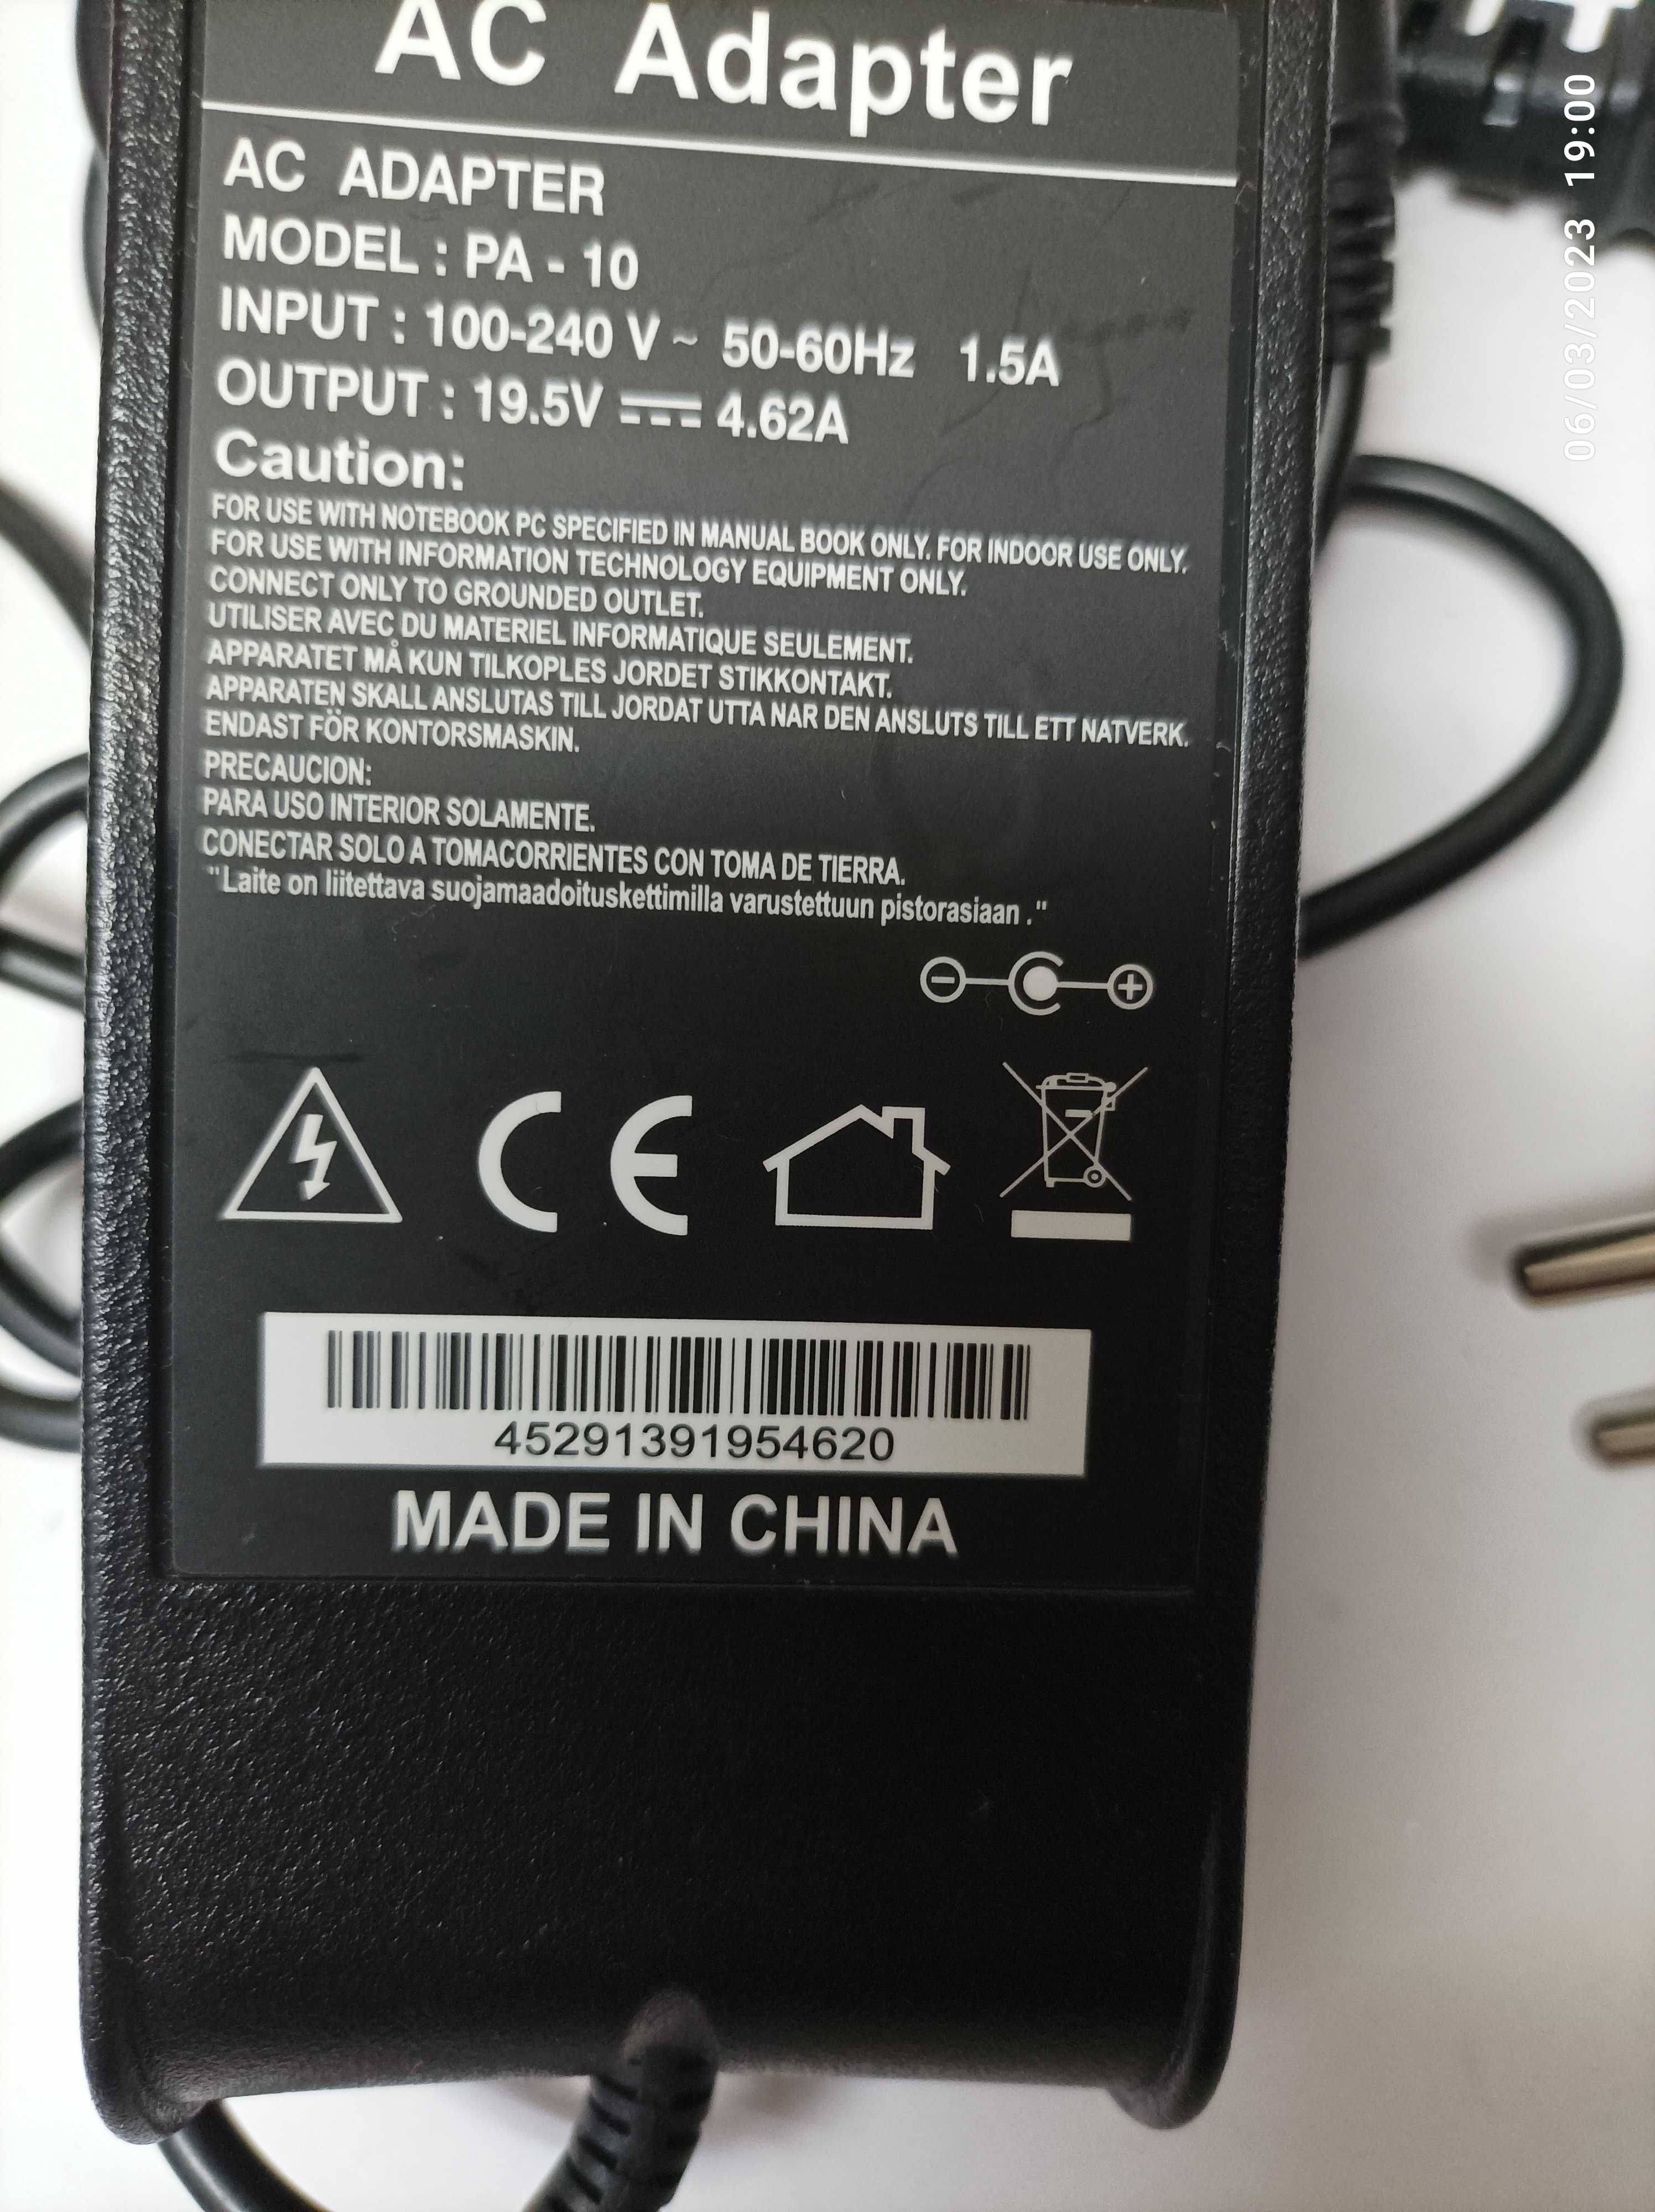 AC Adapter
AC ADAPTER
MODEL : PA - 10
INPUT : 100-240 V ~ 50-60Hz 1.5A
OUTPUT : 19.5V ⎓ 4.62A
Caution:
FOR USE WITH NOTEBOOK PC SPECIFIED IN MANUAL BOOK ONLY. FOR INDOOR USE ONLY.
FOR USE WITH INFORMATION TECHNOLOGY EQUIPMENT ONLY.
CONNECT ONLY TO GROUNDED OUTLET.
UTILISER AVEC DU MATERIEL INFORMATIQUE SEULEMENT.
APPARATET MÅ KUN TILKOPLES JORDET STIKKONTAKT.
APPARATEN SKALL ANSLUTAS TILL JORDAT UTTA NAR DEN ANSLUTS TILL ETT NATVERK.
ENDAST FÖR KONTORSMASKIN.
PRECAUCION:
PARA USO INTERIOR SOLAMENTE.
CONECTAR SOLO A TOMACORRIENTES CON TOMA DE TIERRA.
"Laite on liitettava suojamaadoituskettimilla varustettuun pistorasiaan ."
CE
45291391954620
MADE IN CHINA
06/03/2023 19:00